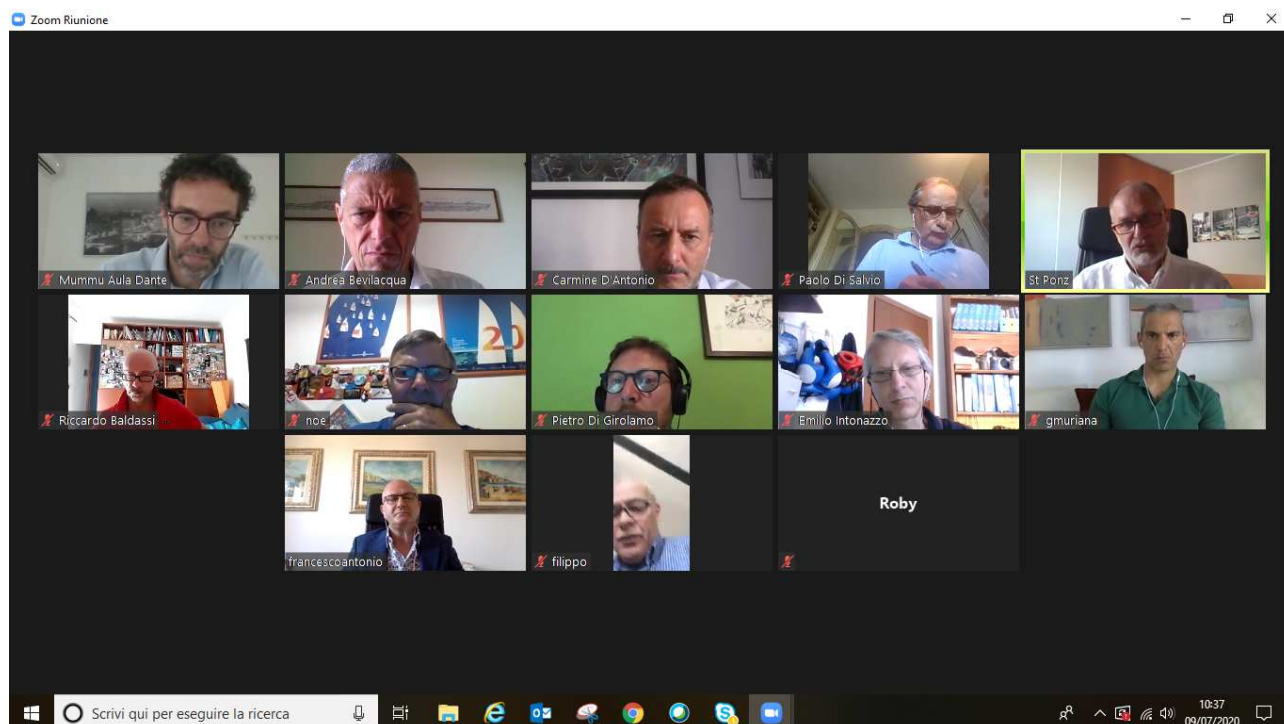 Zoom Riunione
Mummu Aula Dante
Andrea Bevilacqua
Carmine D'Antonio
Paolo Di Salvio
St Ponz
Riccardo Baldassi
noe
20
Pietro Di Girolamo
Emilio Intonazzo
gmuriana
francescoantonio
filippo
Roby
Scrivi qui per eseguire la ricerca
10:37
09/07/2020